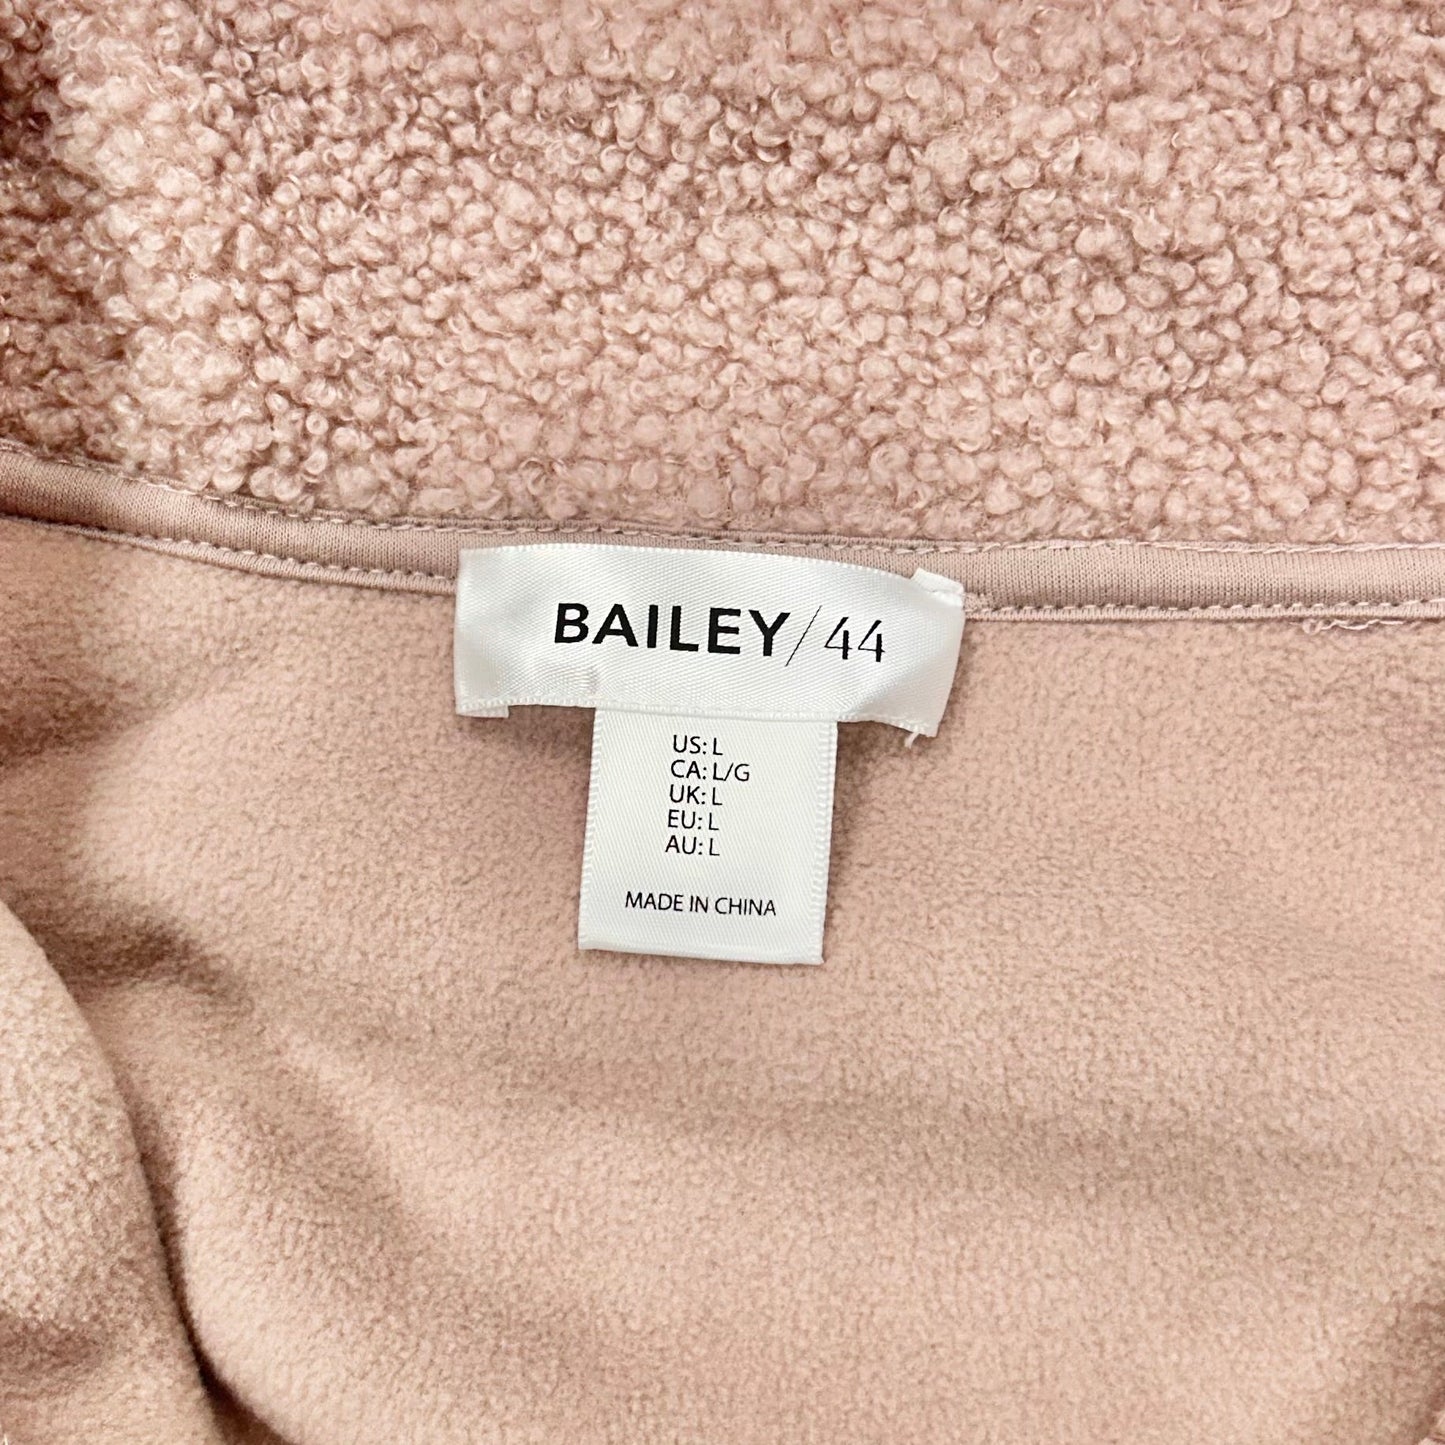 BAILEY/44
US: L
CA: L/G
UK: L
EU: L
AU: L
MADE IN CHINA